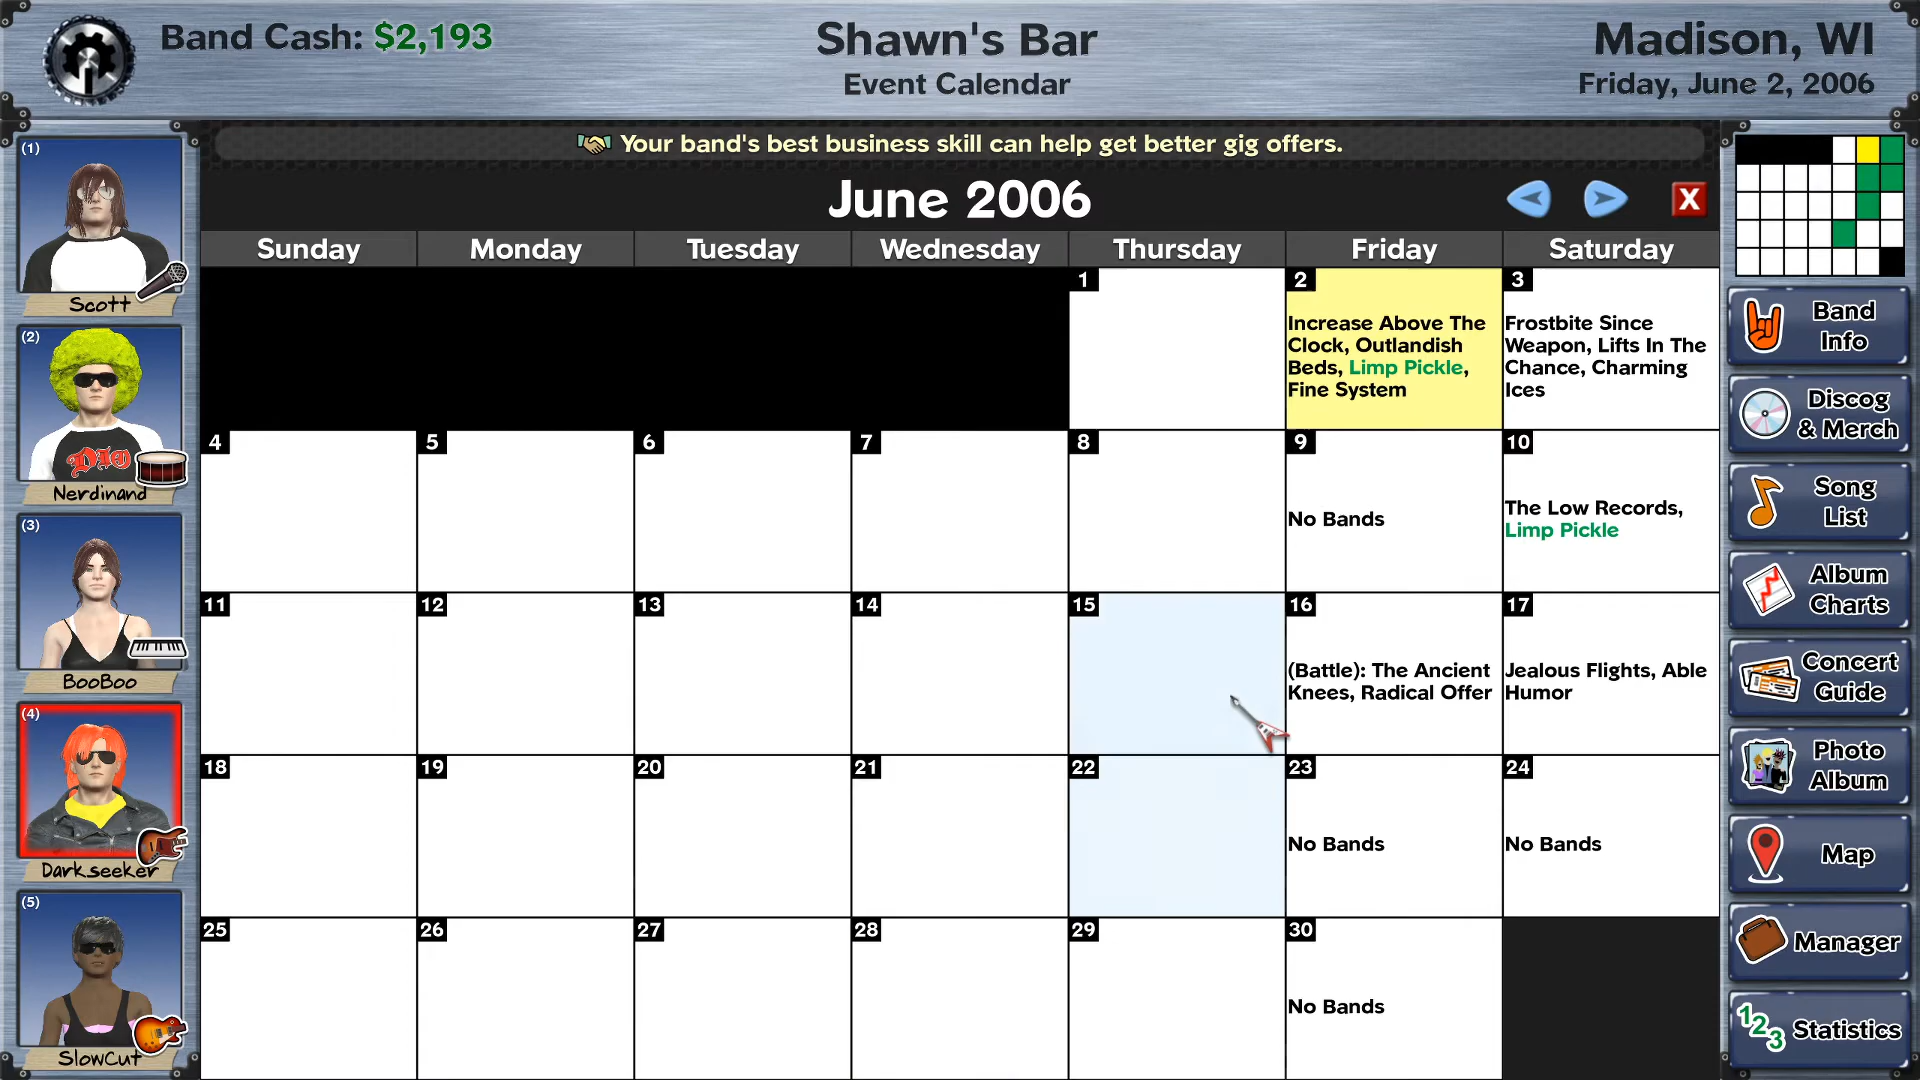 Band Cash: $2,193
Shawn's Bar
Event Calendar
Madison, WI
Friday, June 2, 2006
Your band's best business skill can help get better gig offers.
June 2006
X
Sunday Monday Tuesday Wednesday Thursday Friday Saturday
1 2 3
Increase Above The
Clock, Outlandish
Beds, Limp Pickle,
Fine System
Frostbite Since
Weapon, Lifts In The
Chance, Charming
Ices
4 5 6 7 8 9 10
No Bands
The Low Records,
Limp Pickle
11 12 13 14 15 16 17
(Battle): The Ancient
Knees, Radical Offer
Jealous Flights, Able
Humor
18 19 20 21 22 23 24
No Bands
No Bands
25 26 27 28 29 30
No Bands
(1)
Scott
(2)
DIO
Nerdinand
(3)
BooBoo
(4)
Darkseeker
(5)
SlowCut
Band
Info
Discog
& Merch
Song
List
Album
Charts
Concert
Guide
Photo
Album
Map
Manager
123
Statistics